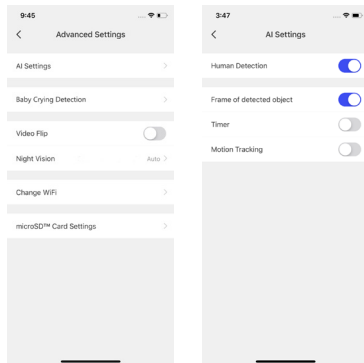 9:45
Advanced Settings
AI Settings
Baby Crying Detection
Video Flip
Night Vision
Auto
Change WiFi
microSD™ Card Settings
3:47
AI Settings
Human Detection
Frame of detected object
Timer
Motion Tracking